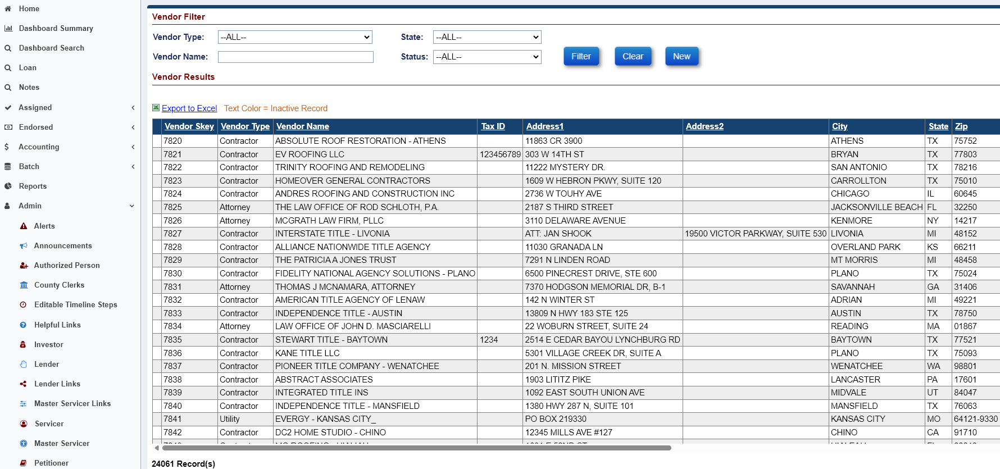 Home
Dashboard Summary
Dashboard Search
Loan
Notes
Assigned
Endorsed
Accounting
Batch
Reports
Admin
Alerts
Announcements
Authorized Person
County Clerks
Editable Timeline Steps
Helpful Links
Investor
Lender
Lender Links
Master Servicer Links
Servicer
Master Servicer
Petitioner
Vendor Filter
Vendor Type: --ALL-- State: --ALL--
Vendor Name: Status: --ALL-- Filter Clear New
Vendor Results
Export to Excel Text Color = Inactive Record
Vendor Skey Vendor Type Vendor Name Tax ID Address1 Address2 City State Zip
7820 Contractor ABSOLUTE ROOF RESTORATION - ATHENS 11863 CR 3900 ATHENS TX 75752
7821 Contractor EV ROOFING LLC 123456789 303 W 14TH ST BRYAN TX 77803
7822 Contractor TRINITY ROOFING AND REMODELING 11222 MYSTERY DR. SAN ANTONIO TX 78216
7823 Contractor HOMEOVER GENERAL CONTRACTORS 1609 W HEBRON PKWY, SUITE 120 CARROLLTON TX 75010
7824 Contractor ANDRES ROOFING AND CONSTRUCTION INC 2736 W TOUHY AVE CHICAGO IL 60645
7825 Attorney THE LAW OFFICE OF ROD SCHLOTH, P.A. 2187 S THIRD STREET JACKSONVILLE BEACH FL 32250
7826 Attorney MCGRATH LAW FIRM, PLLC 3110 DELAWARE AVENUE KENMORE NY 14217
7827 Contractor INTERSTATE TITLE - LIVONIA ATT: JAN SHOOK 19500 VICTOR PARKWAY, SUITE 530 LIVONIA MI 48152
7828 Contractor ALLIANCE NATIONWIDE TITLE AGENCY 11030 GRANADA LN OVERLAND PARK KS 66211
7829 Contractor THE PATRICIA A JONES TRUST 7291 N LINDEN ROAD MT MORRIS MI 48458
7830 Contractor FIDELITY NATIONAL AGENCY SOLUTIONS - PLANO 6500 PINECREST DRIVE, STE 600 PLANO TX 75024
7831 Attorney THOMAS J MCNAMARA, ATTORNEY 7370 HODGSON MEMORIAL DR, B-1 SAVANNAH GA 31406
7832 Contractor AMERICAN TITLE AGENCY OF LENAW 142 N WINTER ST ADRIAN MI 49221
7833 Contractor INDEPENDENCE TITLE - AUSTIN 13809 N HWY 183 STE 125 AUSTIN TX 78750
7834 Attorney LAW OFFICE OF JOHN D. MASCIARELLI 22 WOBURN STREET, SUITE 24 READING MA 01867
7835 Contractor STEWART TITLE - BAYTOWN 1234 2514 E CEDAR BAYOU LYNCHBURG RD BAYTOWN TX 77521
7836 Contractor KANE TITLE LLC 5301 VILLAGE CREEK DR, SUITE A PLANO TX 75093
7837 Contractor PIONEER TITLE COMPANY - WENATCHEE 201 N. MISSION STREET WENATCHEE WA 98801
7838 Contractor ABSTRACT ASSOCIATES 1903 LITITZ PIKE LANCASTER PA 17601
7839 Contractor INTEGRATED TITLE INS 1092 EAST SOUTH UNION AVE MIDVALE UT 84047
7840 Contractor INDEPENDENCE TITLE - MANSFIELD 1380 HWY 287 N, SUITE 101 MANSFIELD TX 76063
7841 Utility EVERGY - KANSAS CITY_ PO BOX 219330 KANSAS CITY MO 64121-9330
7842 Contractor DC2 HOME STUDIO - CHINO 12345 MILLS AVE #127 CHINO CA 91710
24061 Record(s)